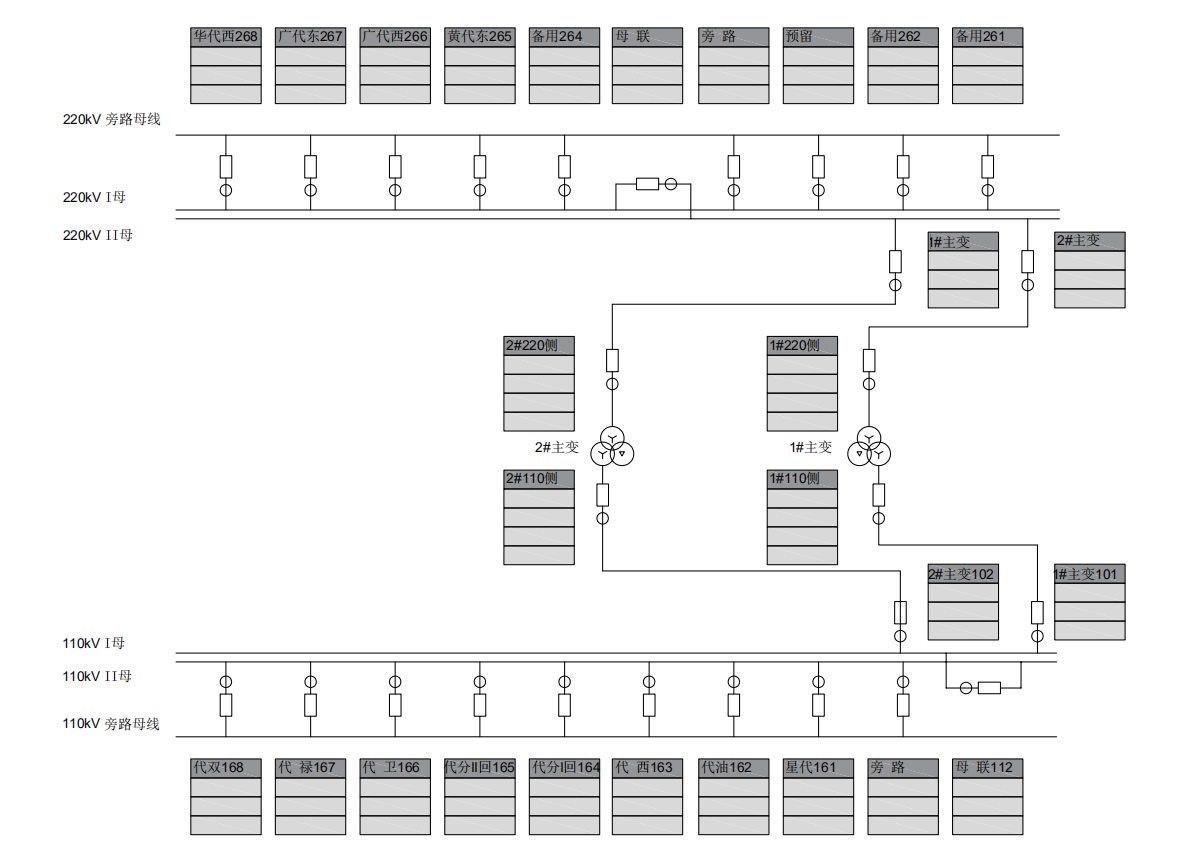 华代西268
广代东267
广代西266
黄代东265
备用264
母 联
旁 路
预留
备用262
备用261
220kV 旁路母线
220kV I母
220kV II母
1#主变
2#主变
2#220侧
1#220侧
2#主变
1#主变
2#110侧
1#110侧
2#主变102
1#主变101
110kV I母
110kV II母
110kV 旁路母线
代双168
代 禄167
代 卫166
代分II回165
代分I回164
代 西163
代油162
星代161
旁 路
母 联112